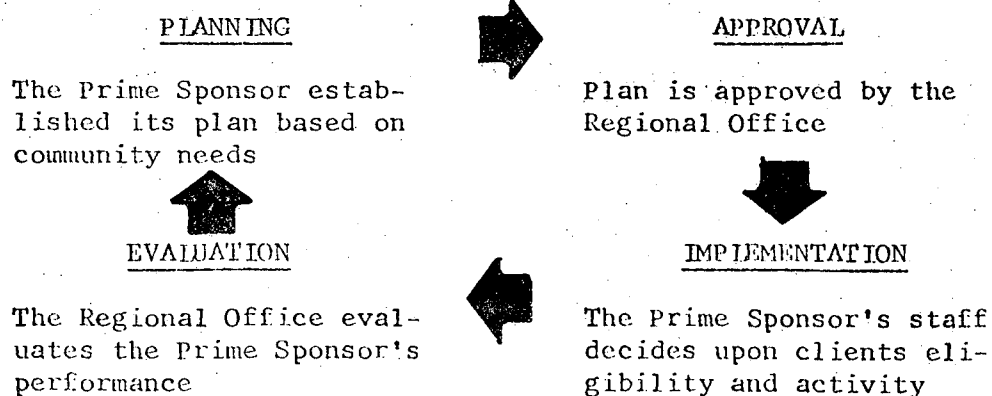 PLANNING
The Prime Sponsor estab-
lished its plan based on
community needs
APPROVAL
Plan is approved by the
Regional Office
EVALUATION
The Regional Office eval-
uates the Prime Sponsor's
performance
IMPLEMENTATION
The Prime Sponsor's staff
decides upon clients eli-
gibility and activity